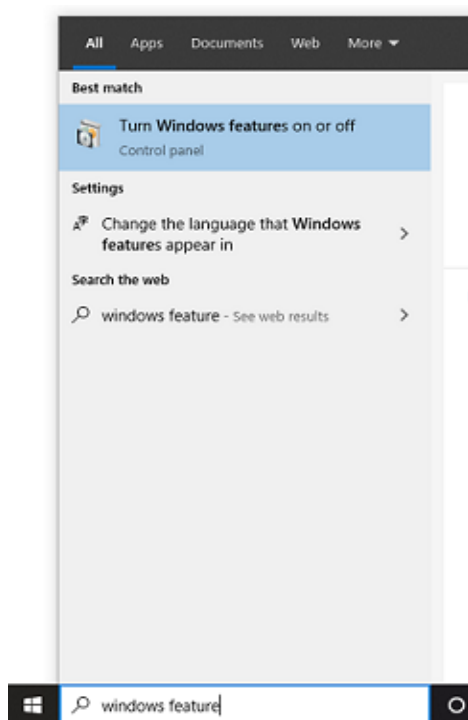 All Apps Documents Web More
Best match
Turn Windows features on or off
Control panel
Settings
Change the language that Windows
features appear in
Search the web
windows feature - See web results
windows feature